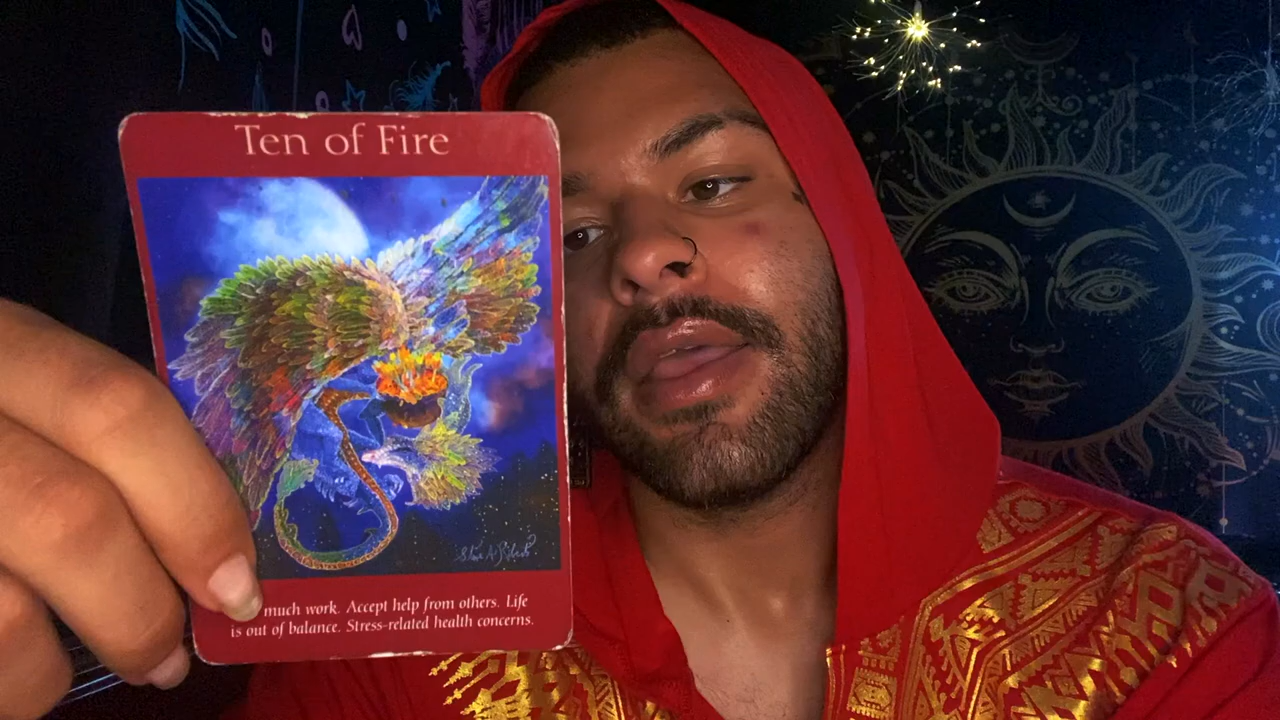 Ten of Fire
much work. Accept help from others. Life
is out of balance. Stress-related health concerns.